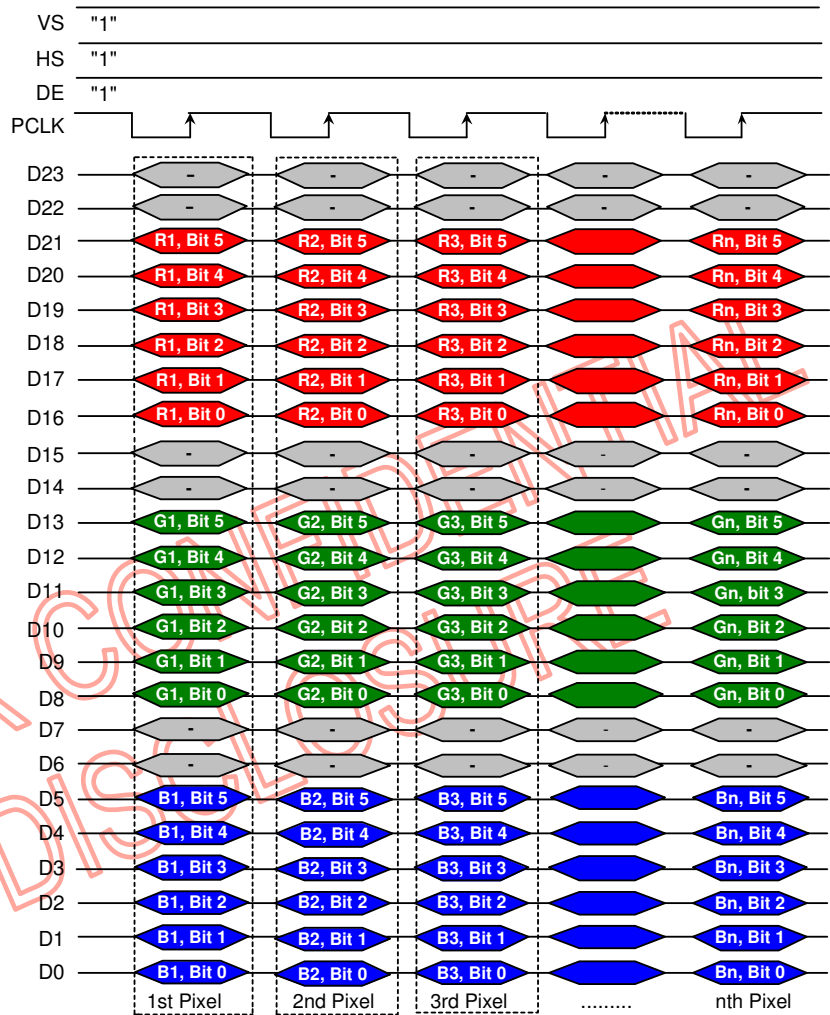 VS "1"
HS "1"
DE "1"
PCLK
D23 - - - - -
D22 - - - - -
D21 R1, Bit 5 R2, Bit 5 R3, Bit 5 Rn, Bit 5
D20 R1, Bit 4 R2, Bit 4 R3, Bit 4 Rn, Bit 4
D19 R1, Bit 3 R2, Bit 3 R3, Bit 3 Rn, Bit 3
D18 R1, Bit 2 R2, Bit 2 R3, Bit 2 Rn, Bit 2
D17 R1, Bit 1 R2, Bit 1 R3, Bit 1 Rn, Bit 1
D16 R1, Bit 0 R2, Bit 0 R3, Bit 0 Rn, Bit 0
D15 - - - - -
D14 - - - - -
D13 G1, Bit 5 G2, Bit 5 G3, Bit 5 Gn, Bit 5
D12 G1, Bit 4 G2, Bit 4 G3, Bit 4 Gn, Bit 4
D11 G1, Bit 3 G2, Bit 3 G3, Bit 3 Gn, bit 3
D10 G1, Bit 2 G2, Bit 2 G3, Bit 2 Gn, Bit 2
D9 G1, Bit 1 G2, Bit 1 G3, Bit 1 Gn, Bit 1
D8 G1, Bit 0 G2, Bit 0 G3, Bit 0 Gn, Bit 0
D7 - - - - -
D6 - - - - -
D5 B1, Bit 5 B2, Bit 5 B3, Bit 5 Bn, Bit 5
D4 B1, Bit 4 B2, Bit 4 B3, Bit 4 Bn, Bit 4
D3 B1, Bit 3 B2, Bit 3 B3, Bit 3 Bn, Bit 3
D2 B1, Bit 2 B2, Bit 2 B3, Bit 2 Bn, Bit 2
D1 B1, Bit 1 B2, Bit 1 B3, Bit 1 Bn, Bit 1
D0 B1, Bit 0 B2, Bit 0 B3, Bit 0 Bn, Bit 0
1st Pixel 2nd Pixel 3rd Pixel ......... nth Pixel
CONFIDENTIAL
DISCLOSURE